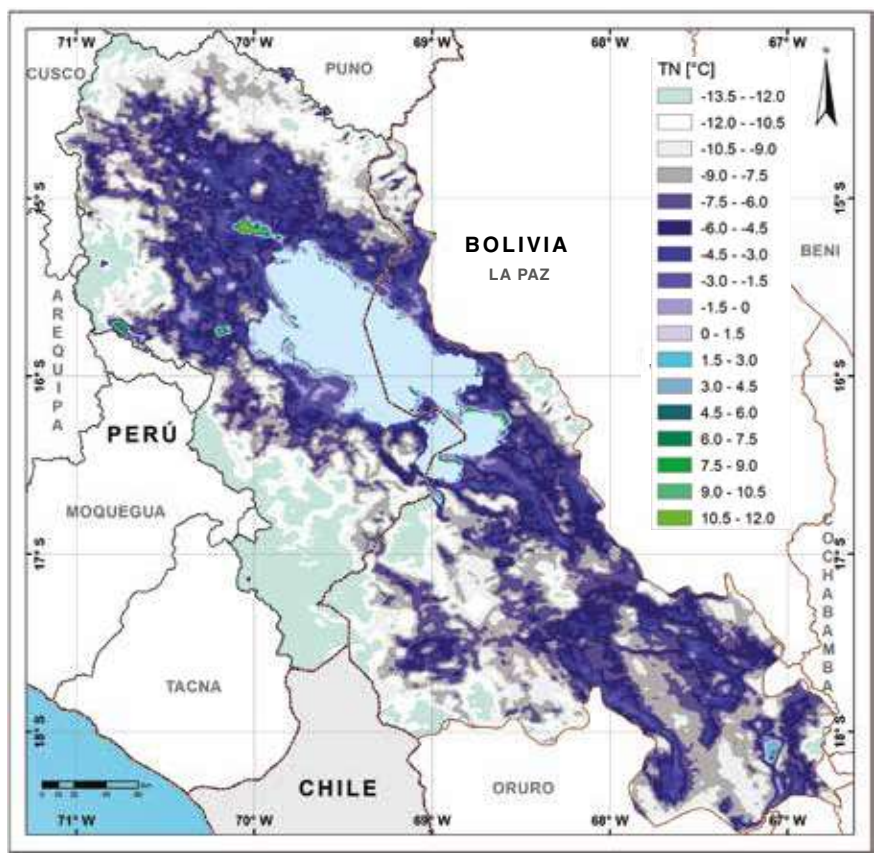 71° W
70° W
69° W
68° W
67° W
CUSCO
PUNO
TN [°C]
-13.5 - -12.0
-12.0 - -10.5
-10.5 - -9.0
-9.0 - -7.5
-7.5 - -6.0
-6.0 - -4.5
-4.5 - -3.0
-3.0 - -1.5
-1.5 - 0
0 - 1.5
1.5 - 3.0
3.0 - 4.5
4.5 - 6.0
6.0 - 7.5
7.5 - 9.0
9.0 - 10.5
10.5 - 12.0
15° S
15° S
BOLIVIA
LA PAZ
BENI
AREQUIPA
16° S
16° S
PERÚ
MOQUEGUA
COCHABAMBA
17° S
17° S
TACNA
18° S
18° S
CHILE
ORURO
71° W
70° W
69° W
68° W
67° W